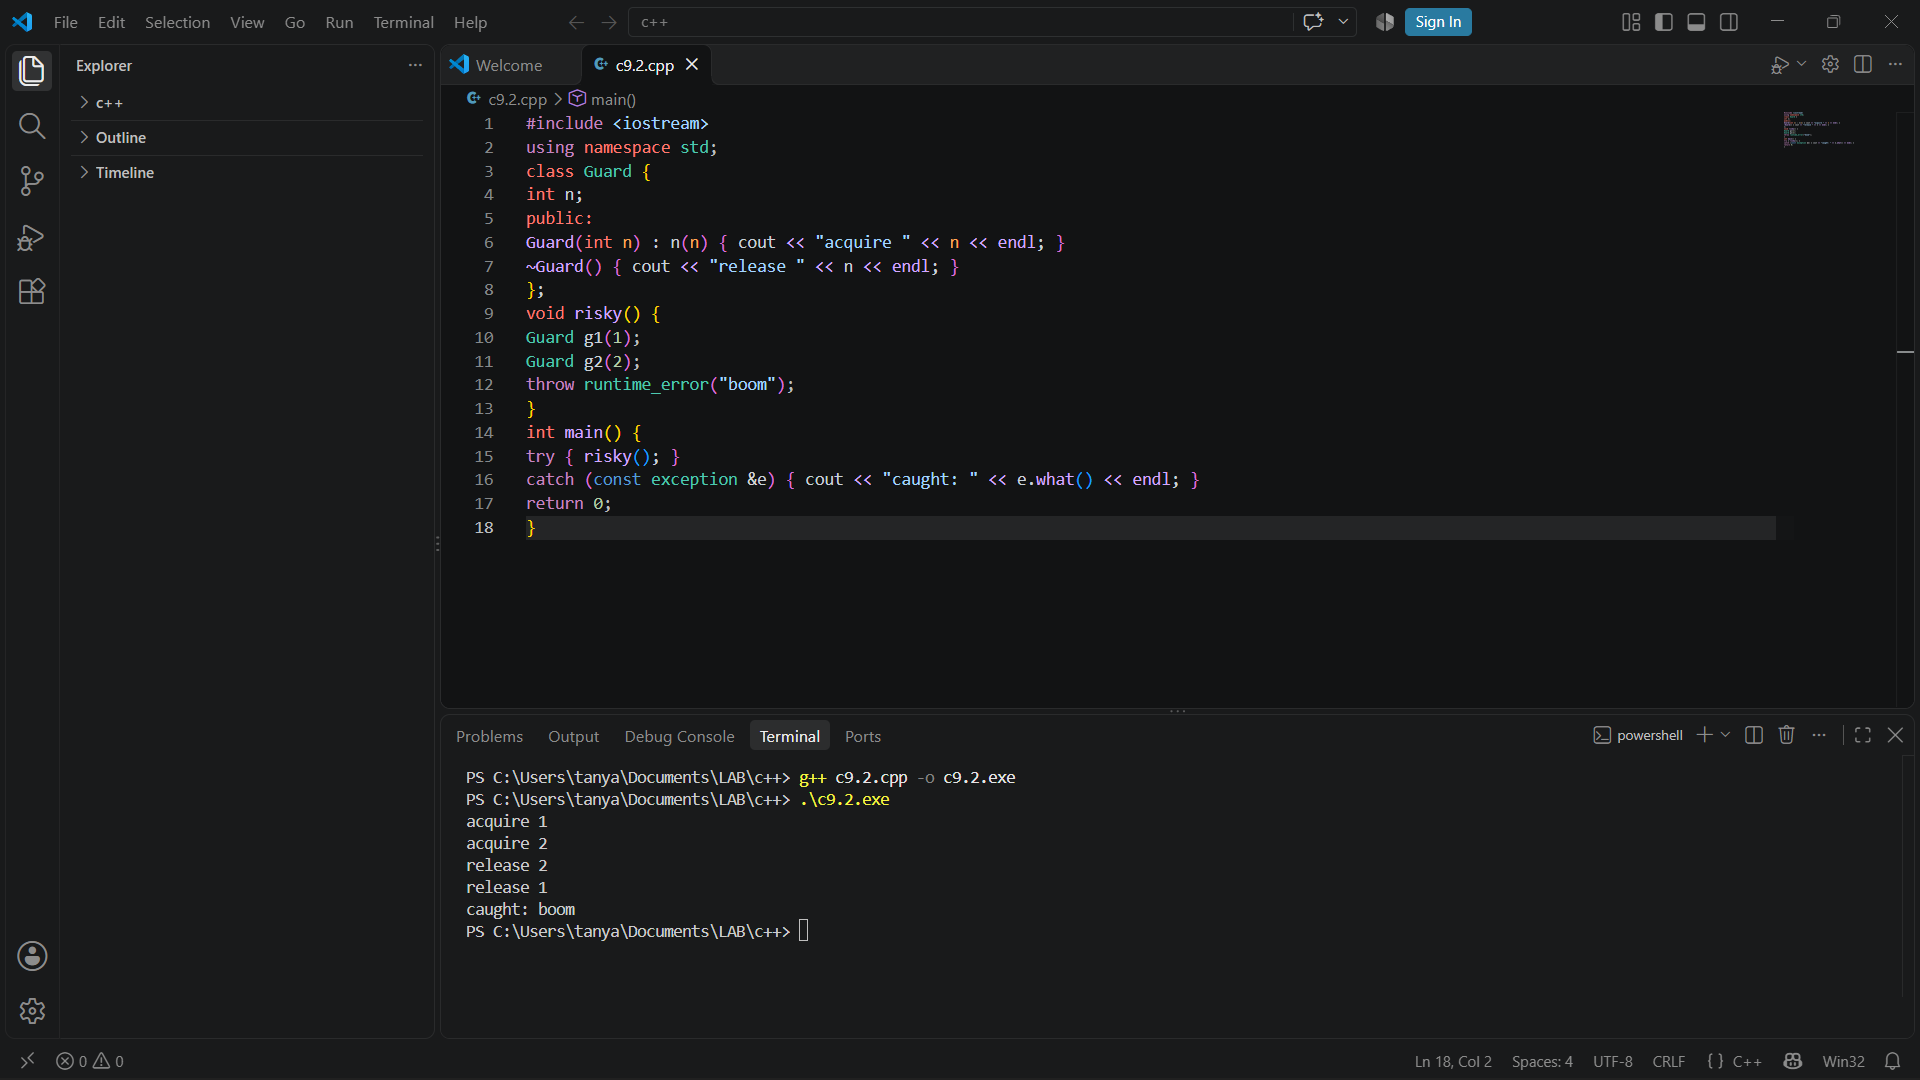 File Edit Selection View Go Run Terminal Help
c++
Sign In
Explorer
c++
Outline
Timeline
Welcome
c9.2.cpp
c9.2.cpp > main()
1 #include <iostream>
2 using namespace std;
3 class Guard {
4 int n;
5 public:
6 Guard(int n) : n(n) { cout << "acquire " << n << endl; }
7 ~Guard() { cout << "release " << n << endl; }
8 };
9 void risky() {
10 Guard g1(1);
11 Guard g2(2);
12 throw runtime_error("boom");
13 }
14 int main() {
15 try { risky(); }
16 catch (const exception &e) { cout << "caught: " << e.what() << endl; }
17 return 0;
18 }
Problems Output Debug Console Terminal Ports
powershell
PS C:\Users\tanya\Documents\LAB\c++> g++ c9.2.cpp -o c9.2.exe
PS C:\Users\tanya\Documents\LAB\c++> .\c9.2.exe
acquire 1
acquire 2
release 2
release 1
caught: boom
PS C:\Users\tanya\Documents\LAB\c++>
0 0
Ln 18, Col 2 Spaces: 4 UTF-8 CRLF {} C++ Win32